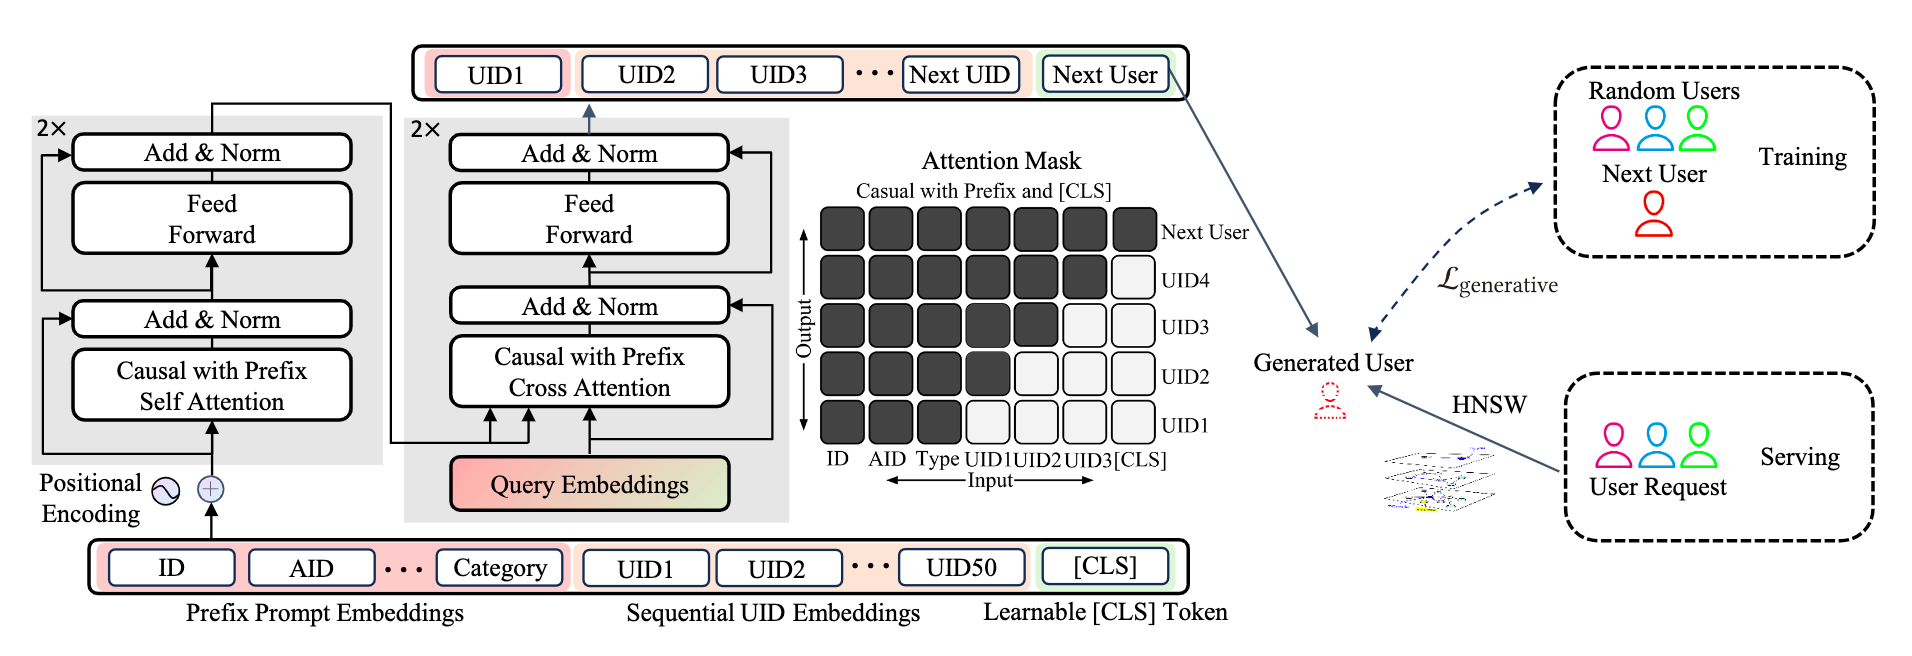 UID1 UID2 UID3 ··· Next UID Next User
2×
Add & Norm
Feed
Forward
Add & Norm
Causal with Prefix
Self Attention
Positional
Encoding
2×
Add & Norm
Feed
Forward
Add & Norm
Causal with Prefix
Cross Attention
Query Embeddings
ID AID ··· Category UID1 UID2 ··· UID50 [CLS]
Prefix Prompt Embeddings Sequential UID Embeddings Learnable [CLS] Token
Attention Mask
Casual with Prefix and [CLS]
Output
Next User
UID4
UID3
UID2
UID1
ID AID Type UID1 UID2 UID3 [CLS]
Input
Generated User
ℒgenerative
HNSW
Random Users
Next User
Training
User Request
Serving